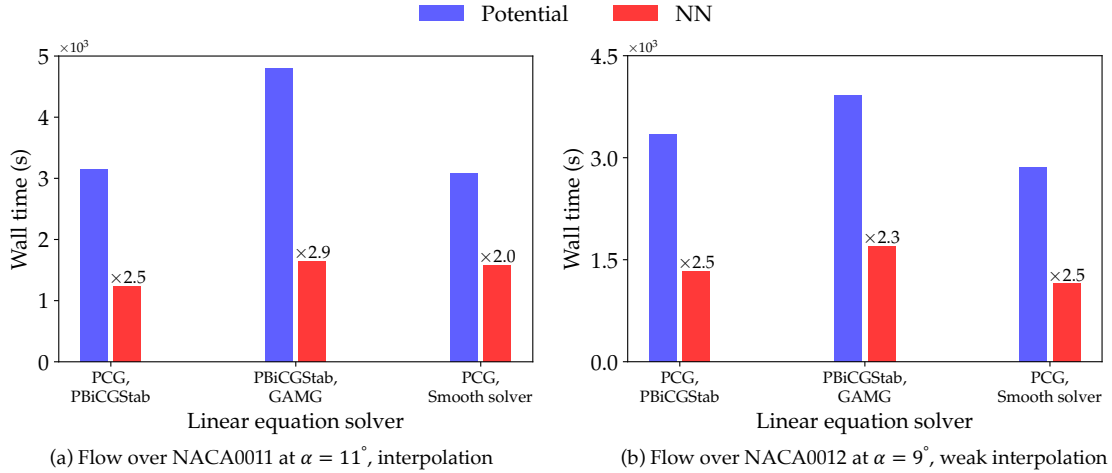 Potential NN
×10³
5
4
3
2
1
0
Wall time (s)
×2.5
×2.9
×2.0
PCG,
PBiCGStab
PBiCGStab,
GAMG
PCG,
Smooth solver
Linear equation solver
(a) Flow over NACA0011 at α = 11°, interpolation
×10³
4.5
3.0
1.5
0.0
Wall time (s)
×2.5
×2.3
×2.5
PCG,
PBiCGStab
PBiCGStab,
GAMG
PCG,
Smooth solver
Linear equation solver
(b) Flow over NACA0012 at α = 9°, weak interpolation